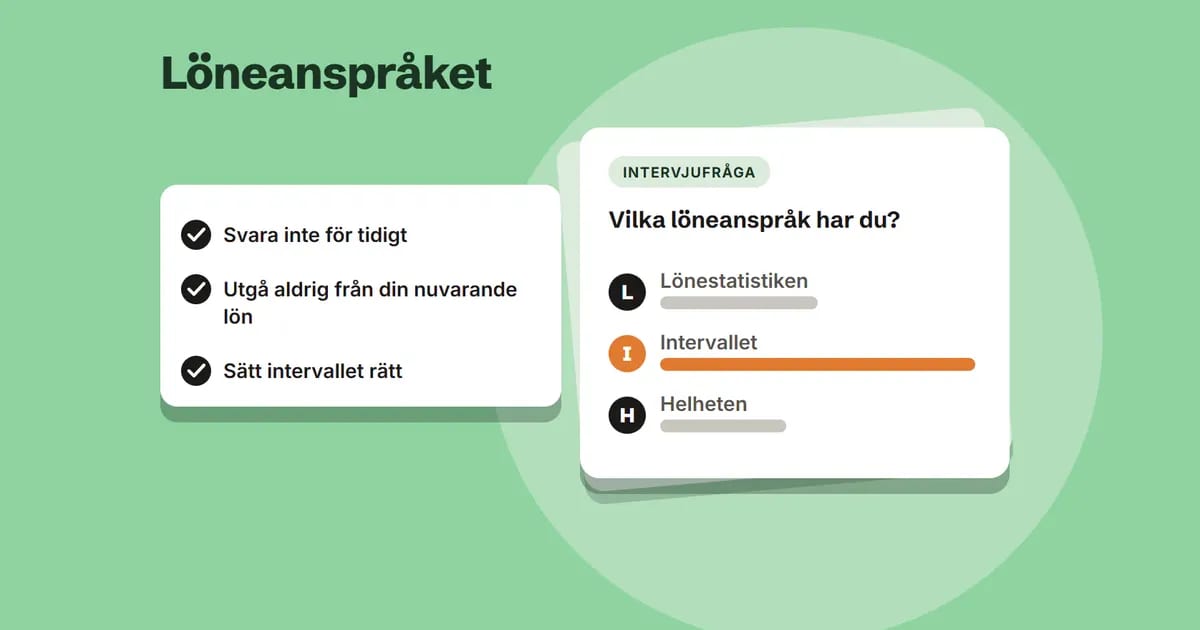 Löneanspråket
Svara inte för tidigt
Utgå aldrig från din nuvarande
lön
Sätt intervallet rätt
INTERVJUFRÅGA
Vilka löneanspråk har du?
L Lönestatistiken
I Intervallet
H Helheten